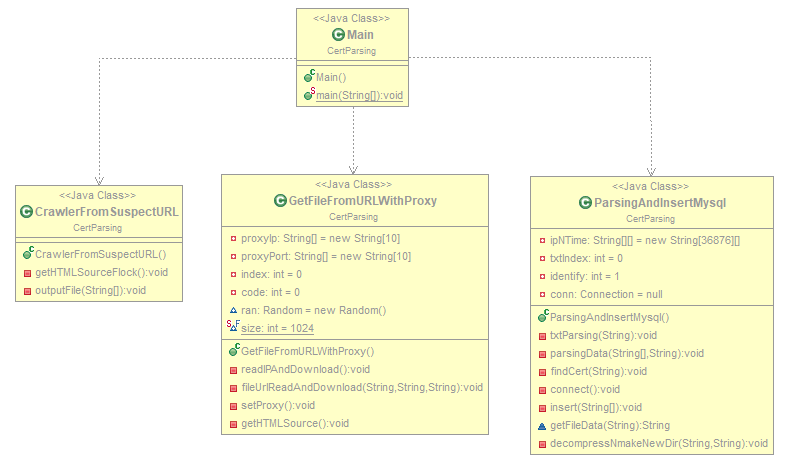 <<Java Class>>
Main
CertParsing
Main()
main(String[]):void
<<Java Class>>
CrawlerFromSuspectURL
CertParsing
CrawlerFromSuspectURL()
getHTMLSourceFlock():void
outputFile(String[]):void
<<Java Class>>
GetFileFromURLWithProxy
CertParsing
proxyIp: String[] = new String[10]
proxyPort: String[] = new String[10]
index: int = 0
code: int = 0
ran: Random = new Random()
size: int = 1024
GetFileFromURLWithProxy()
readIPAndDownload():void
fileUrlReadAndDownload(String,String,String):void
setProxy():void
getHTMLSource():void
<<Java Class>>
ParsingAndInsertMysql
CertParsing
ipNTime: String[][] = new String[36876][]
txtIndex: int = 0
identify: int = 1
conn: Connection = null
ParsingAndInsertMysql()
txtParsing(String):void
parsingData(String[],String):void
findCert(String):void
connect():void
insert(String[]):void
getFileData(String):String
decompressNmakeNewDir(String,String):void